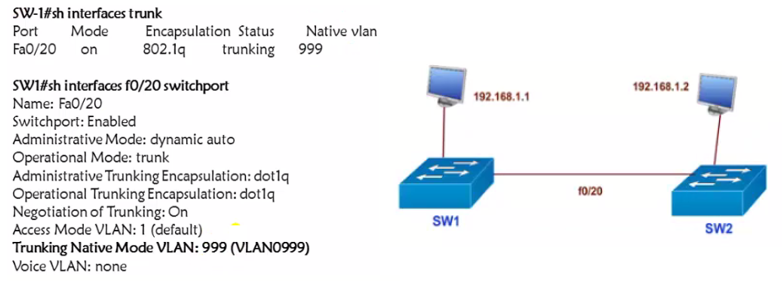 SW-1#sh interfaces trunk
Port Mode Encapsulation Status Native vlan
Fa0/20 on 802.1q trunking 999
SW1#sh interfaces f0/20 switchport
Name: Fa0/20
Switchport: Enabled
Administrative Mode: dynamic auto
Operational Mode: trunk
Administrative Trunking Encapsulation: dot1q
Operational Trunking Encapsulation: dot1q
Negotiation of Trunking: On
Access Mode VLAN: 1 (default)
Trunking Native Mode VLAN: 999 (VLAN0999)
Voice VLAN: none
192.168.1.1
192.168.1.2
f0/20
SW1
SW2